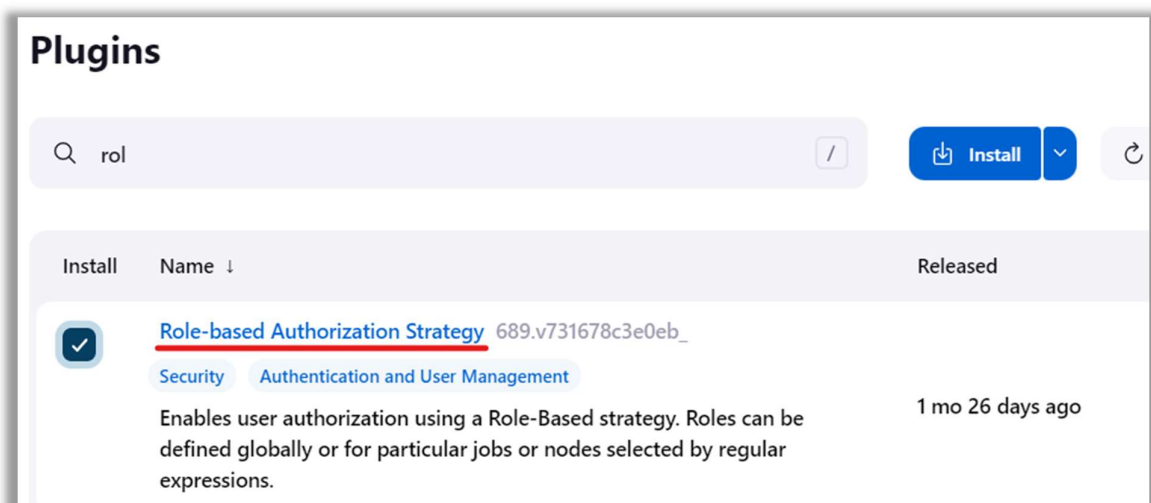 Plugins
rol
/
Install
Install Name ↓ Released
Role-based Authorization Strategy 689.v731678c3e0eb_
Security Authentication and User Management
Enables user authorization using a Role-Based strategy. Roles can be
defined globally or for particular jobs or nodes selected by regular
expressions.
1 mo 26 days ago